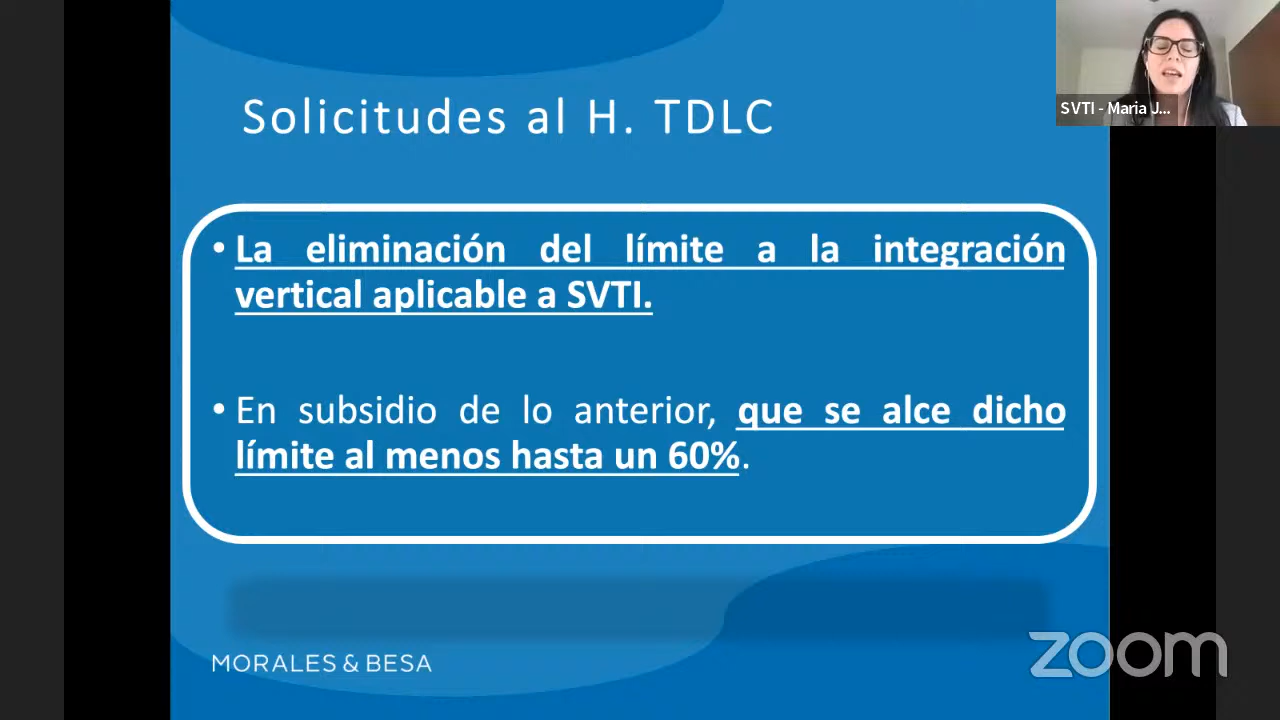 SVTI - Maria J...
Solicitudes al H. TDLC
• La eliminación del límite a la integración
vertical aplicable a SVTI.
• En subsidio de lo anterior, que se alce dicho
límite al menos hasta un 60%.
MORALES & BESA
zoom